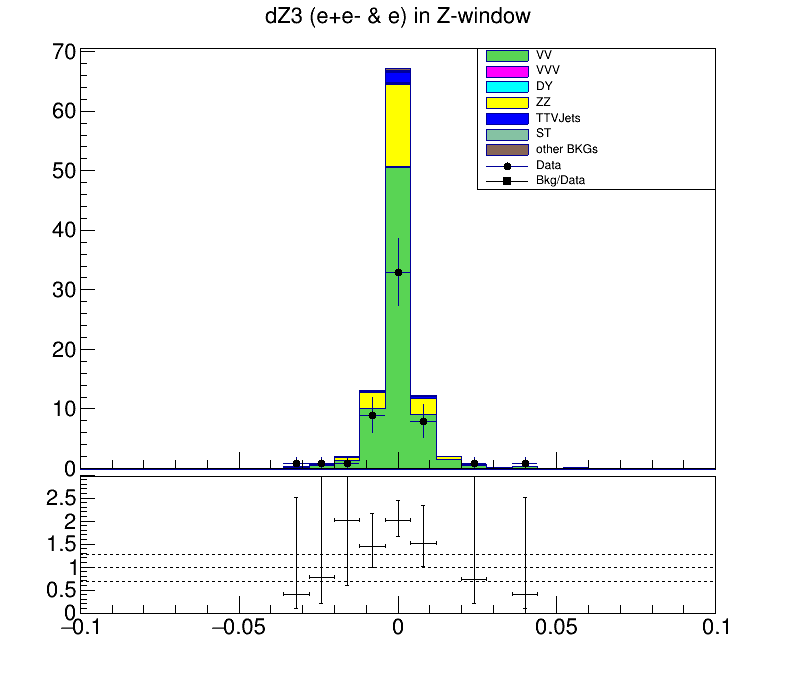 dZ3 (e+e- & e) in Z-window
70
60
50
40
30
20
10
0
VV
VVV
DY
ZZ
TTVJets
ST
other BKGs
Data
Bkg/Data
2.5
2
1.5
1
0.5
0
−0.1
−0.05
0
0.05
0.1